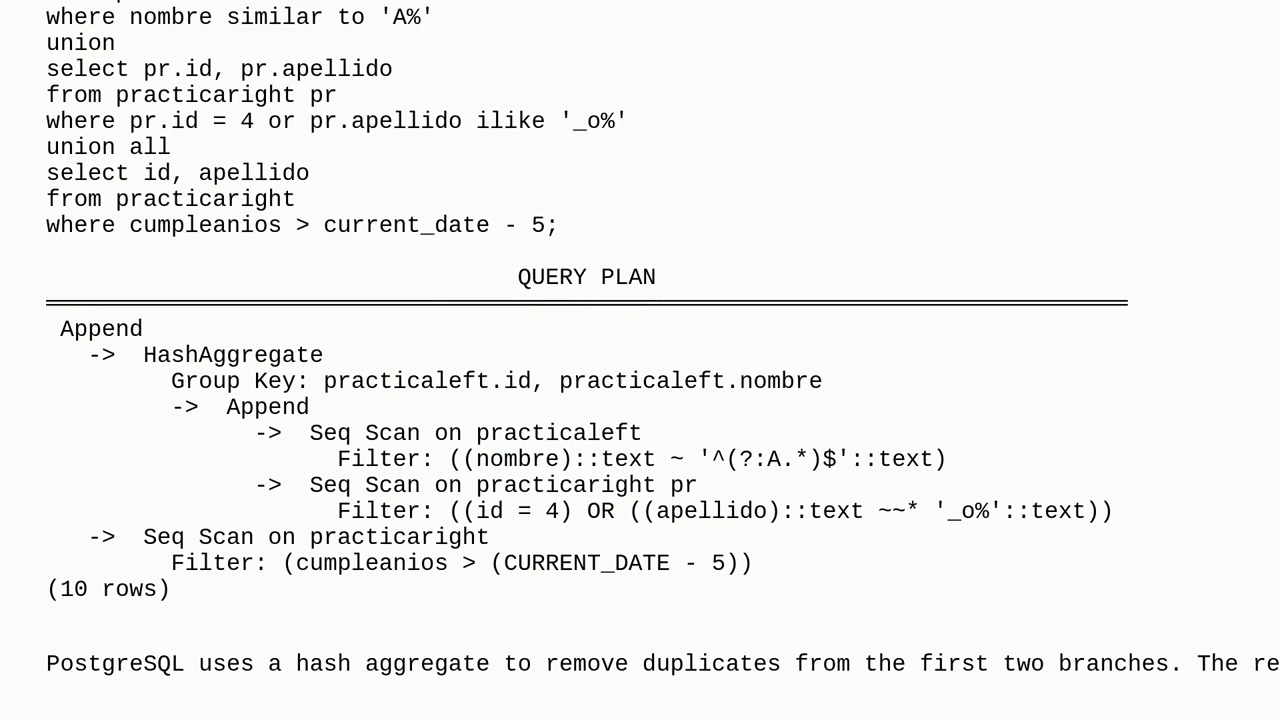 where nombre similar to 'A%'
union
select pr.id, pr.apellido
from practicaright pr
where pr.id = 4 or pr.apellido ilike '_o%'
union all
select id, apellido
from practicaright
where cumpleanios > current_date - 5;
QUERY PLAN
Append
->  HashAggregate
Group Key: practicaleft.id, practicaleft.nombre
->  Append
->  Seq Scan on practicaleft
Filter: ((nombre)::text ~ '^(?:A.*)$'::text)
->  Seq Scan on practicaright pr
Filter: ((id = 4) OR ((apellido)::text ~~* '_o%'::text))
->  Seq Scan on practicaright
Filter: (cumpleanios > (CURRENT_DATE - 5))
(10 rows)
PostgreSQL uses a hash aggregate to remove duplicates from the first two branches. The